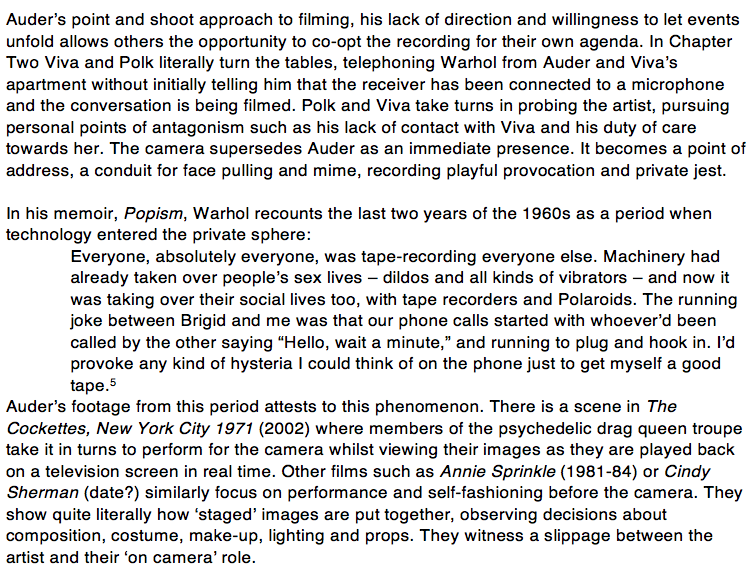 Auder’s point and shoot approach to filming, his lack of direction and willingness to let events
unfold allows others the opportunity to co-opt the recording for their own agenda. In Chapter
Two Viva and Polk literally turn the tables, telephoning Warhol from Auder and Viva’s
apartment without initially telling him that the receiver has been connected to a microphone
and the conversation is being filmed. Polk and Viva take turns in probing the artist, pursuing
personal points of antagonism such as his lack of contact with Viva and his duty of care
towards her. The camera supersedes Auder as an immediate presence. It becomes a point of
address, a conduit for face pulling and mime, recording playful provocation and private jest.
In his memoir, Popism, Warhol recounts the last two years of the 1960s as a period when
technology entered the private sphere:
Everyone, absolutely everyone, was tape-recording everyone else. Machinery had
already taken over people’s sex lives – dildos and all kinds of vibrators – and now it
was taking over their social lives too, with tape recorders and Polaroids. The running
joke between Brigid and me was that our phone calls started with whoever’d been
called by the other saying “Hello, wait a minute,” and running to plug and hook in. I’d
provoke any kind of hysteria I could think of on the phone just to get myself a good
tape.⁵
Auder’s footage from this period attests to this phenomenon. There is a scene in The
Cockettes, New York City 1971 (2002) where members of the psychedelic drag queen troupe
take it in turns to perform for the camera whilst viewing their images as they are played back
on a television screen in real time. Other films such as Annie Sprinkle (1981-84) or Cindy
Sherman (date?) similarly focus on performance and self-fashioning before the camera. They
show quite literally how ‘staged’ images are put together, observing decisions about
composition, costume, make-up, lighting and props. They witness a slippage between the
artist and their ‘on camera’ role.